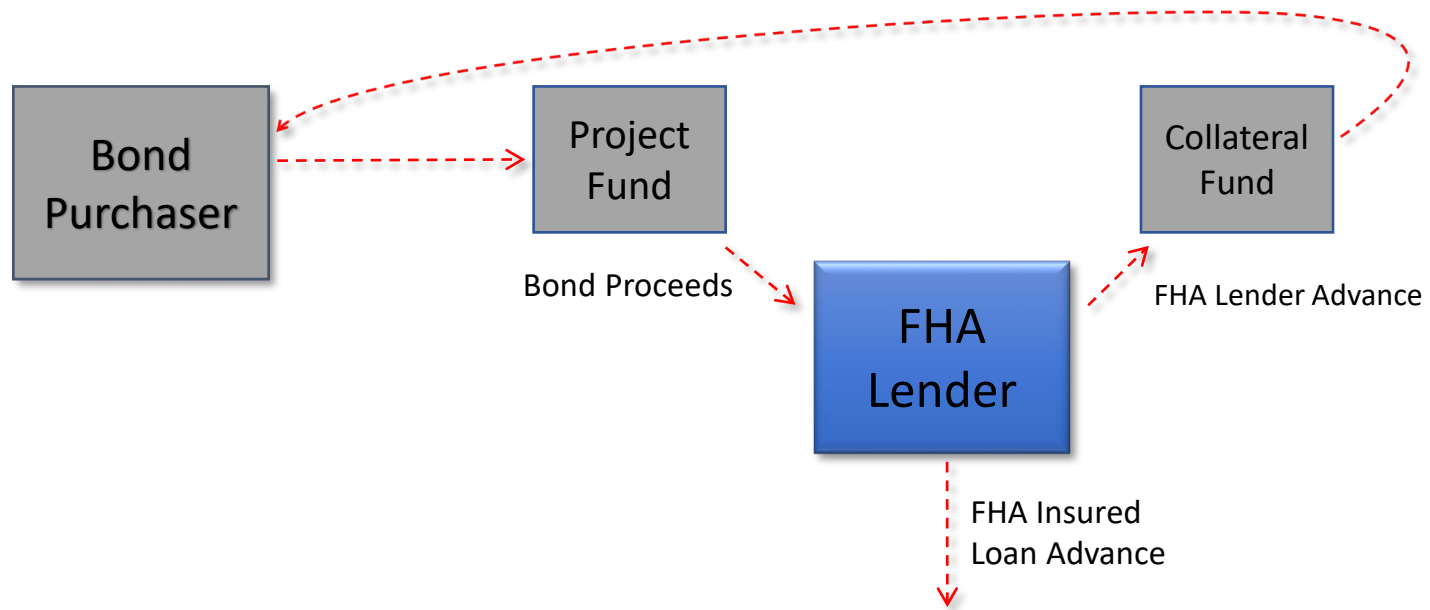 Bond
Purchaser
Project
Fund
Collateral
Fund
Bond Proceeds
FHA Lender Advance
FHA
Lender
FHA Insured
Loan Advance